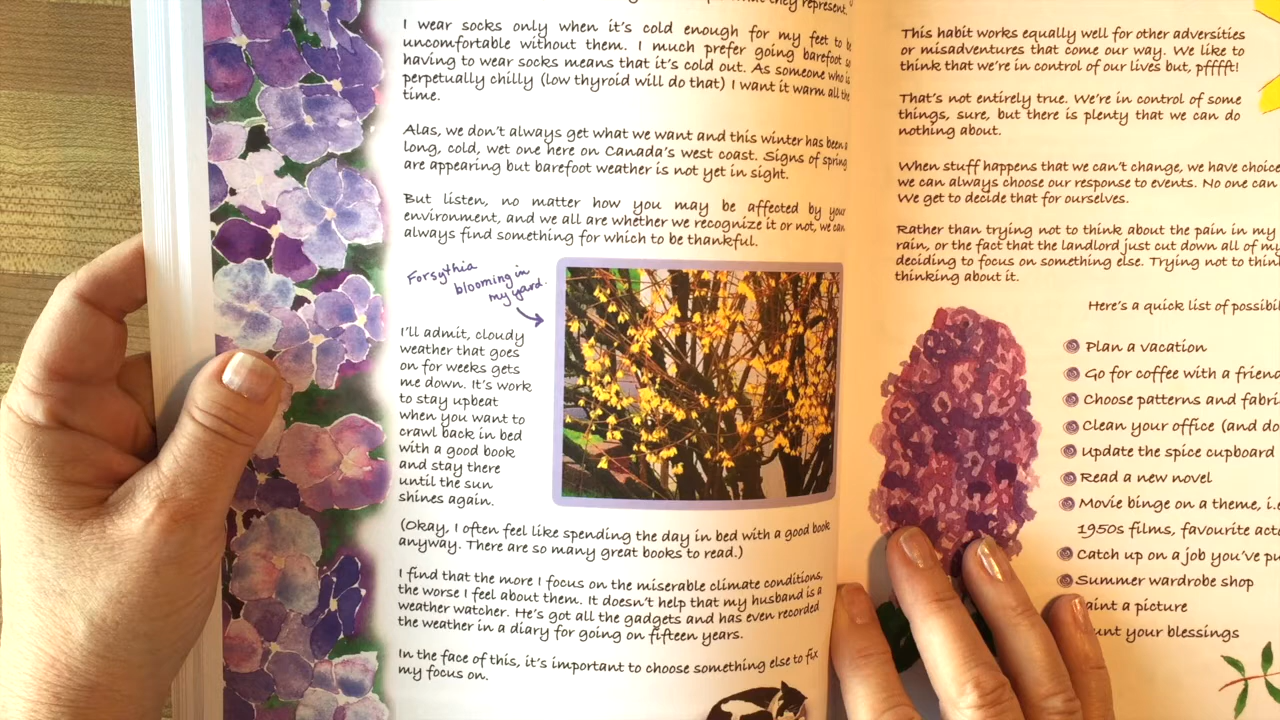 they represent.
I wear socks only when it's cold enough for my feet to be
uncomfortable without them. I much prefer going barefoot so
having to wear socks means that it's cold out. As someone who is
perpetually chilly (low thyroid will do that) I want it warm all the
time.
Alas, we don't always get what we want and this winter has been a
long, cold, wet one here on Canada's west coast. Signs of spring
are appearing but barefoot weather is not yet in sight.
But listen, no matter how you may be affected by your
environment, and we all are whether we recognize it or not, we can
always find something for which to be thankful.
Forsythia
blooming in
my yard.
I'll admit, cloudy
weather that goes
on for weeks gets
me down. It's work
to stay upbeat
when you want to
crawl back in bed
with a good book
and stay there
until the sun
shines again.
(Okay, I often feel like spending the day in bed with a good book
anyway. There are so many great books to read.)
I find that the more I focus on the miserable climate conditions,
the worse I feel about them. It doesn't help that my husband is a
weather watcher. He's got all the gadgets and has even recorded
the weather in a diary for going on fifteen years.
In the face of this, it's important to choose something else to fix
my focus on.
This habit works equally well for other adversities
or misadventures that come our way. We like to
think that we're in control of our lives but, pfffft!
That's not entirely true. We're in control of some
things, sure, but there is plenty that we can do
nothing about.
When stuff happens that we can't change, we have choice
we can always choose our response to events. No one can
We get to decide that for ourselves.
Rather than trying not to think about the pain in my
rain, or the fact that the landlord just cut down all of my
deciding to focus on something else. Trying not to think
thinking about it.
Here's a quick list of possibil
Plan a vacation
Go for coffee with a friend
Choose patterns and fabri
Clean your office (and do
Update the spice cupboard
Read a new novel
Movie binge on a theme, i.e
1950s films, favourite act
Catch up on a job you've pu
Summer wardrobe shop
aint a picture
unt your blessings